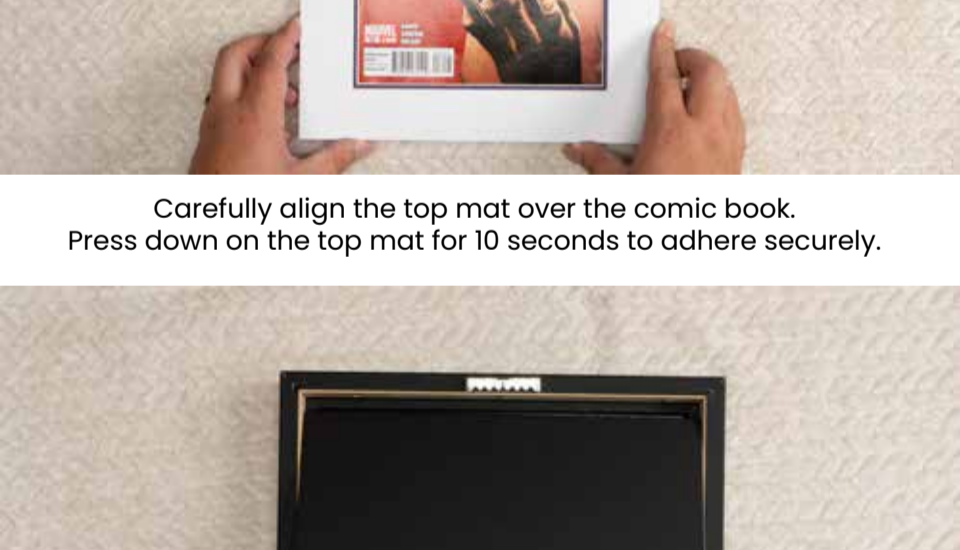 MARVEL
Carefully align the top mat over the comic book.
Press down on the top mat for 10 seconds to adhere securely.